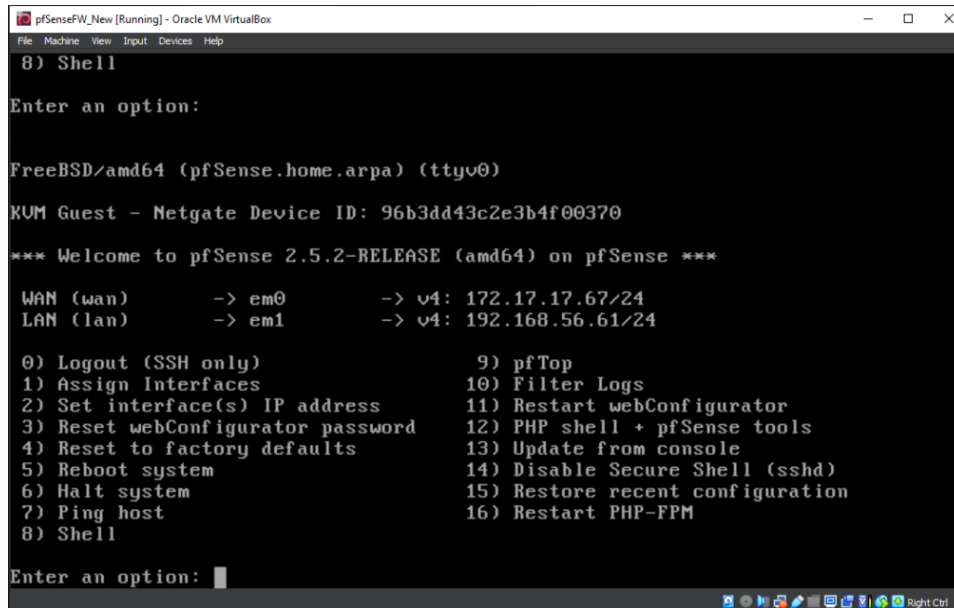 pfSenseFW_New [Running] - Oracle VM VirtualBox
File Machine View Input Devices Help
8) Shell
Enter an option:
FreeBSD/amd64 (pfSense.home.arpa) (ttyv0)
KVM Guest - Netgate Device ID: 96b3dd43c2e3b4f00370
*** Welcome to pfSense 2.5.2-RELEASE (amd64) on pfSense ***
WAN (wan) -> em0 -> v4: 172.17.17.67/24
LAN (lan) -> em1 -> v4: 192.168.56.61/24
0) Logout (SSH only) 9) pfTop
1) Assign Interfaces 10) Filter Logs
2) Set interface(s) IP address 11) Restart webConfigurator
3) Reset webConfigurator password 12) PHP shell + pfSense tools
4) Reset to factory defaults 13) Update from console
5) Reboot system 14) Disable Secure Shell (sshd)
6) Halt system 15) Restore recent configuration
7) Ping host 16) Restart PHP-FPM
8) Shell
Enter an option:
Right Ctrl